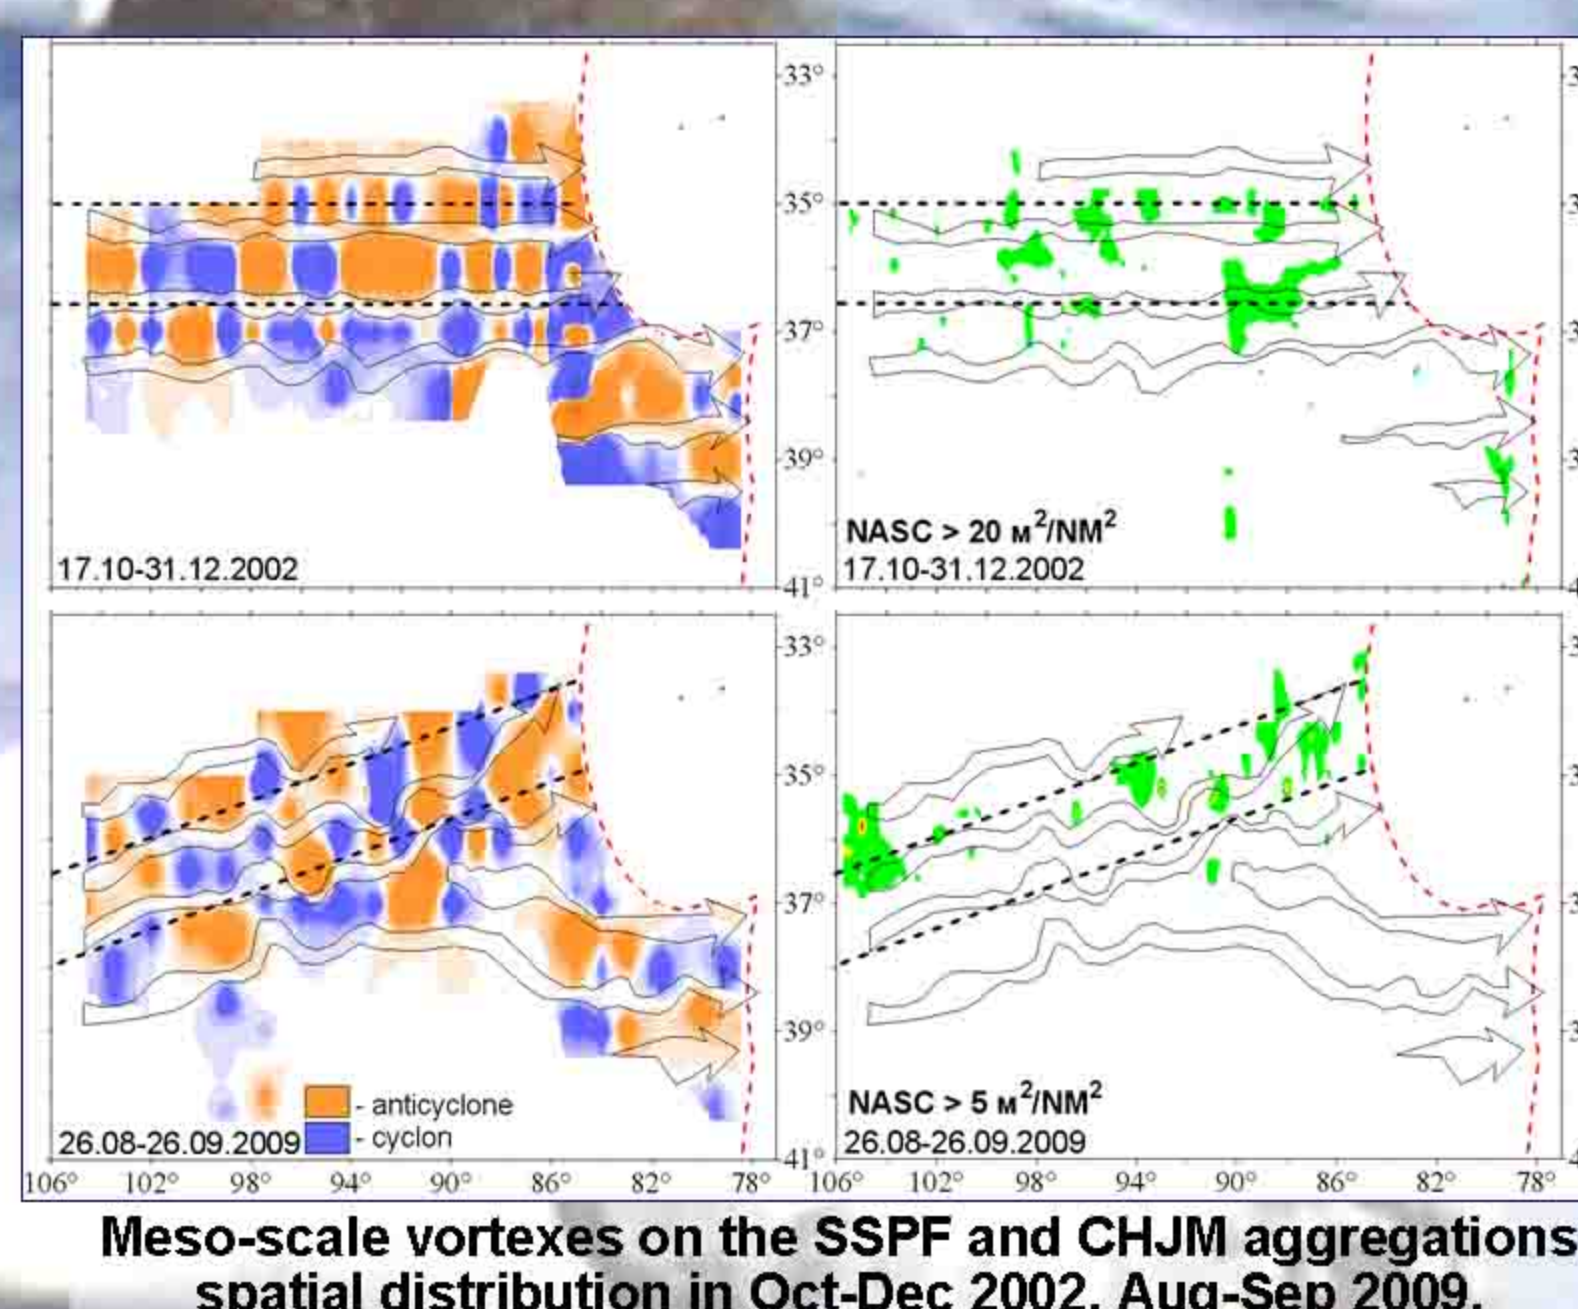 33°
35°
37°
39°
41°
17.10-31.12.2002
NASC > 20 м²/NM²
17.10-31.12.2002
33°
35°
37°
39°
41°
- anticyclone
- cyclon
26.08-26.09.2009
NASC > 5 м²/NM²
26.08-26.09.2009
106° 102° 98° 94° 90° 86° 82° 78°
106° 102° 98° 94° 90° 86° 82° 78°
Meso-scale vortexes on the SSPF and CHJM aggregations
spatial distribution in Oct-Dec 2002, Aug-Sep 2009.